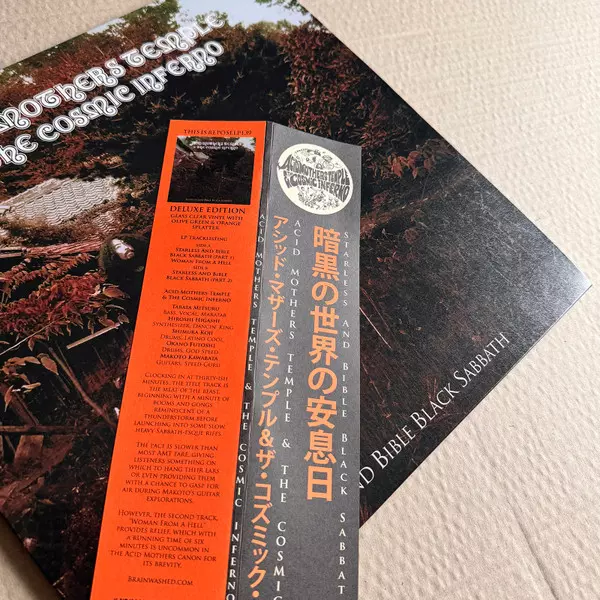 MOTHERS TEMPLE
THE COSMIC INFERNO
THIS IS REPOSELP131
DELUXE EDITION
GLASS CLEAR VINYL WITH
OLIVE GREEN & ORANGE
SPLATTER
LP TRACKLISTING
SIDE A
STARLESS AND BIBLE
BLACK SABBATH (PART 1)
WOMAN FROM A HELL
SIDE B
STARLESS AND BIBLE
BLACK SABBATH (PART 2)
ACID MOTHERS TEMPLE
& THE COSMIC INFERNO
TABATA MITSURU
BASS, VOCAL, MARATAB
HIROSHI HIGASHI
SYNTHESIZER, DANCIN' KING
SHIMURA KOJI
DRUMS, LATINO COOL
OKANO FUTOSHI
DRUMS, GOD SPEED
MAKOTO KAWABATA
GUITARS, SPEED GURU
CLOCKING IN AT THIRTY-ISH
MINUTES, THE TITLE TRACK IS
THE MEAT OF THE BEAST,
BEGINNING WITH A MINUTE OF
BOOMS AND GONGS
REMINISCENT OF A
THUNDERSTORM BEFORE
LAUNCHING INTO SOME SLOW,
HEAVY SABBATH-ESQUE RIFFS.
THE PACE IS SLOWER THAN
MOST AMT FARE, GIVING
LISTENERS SOMETHING ON
WHICH TO HANG THEIR EARS
OR EVEN PROVIDING THEM
WITH A CHANCE TO GASP FOR
AIR DURING MAKOTO'S GUITAR
EXPLORATIONS.
HOWEVER, THE SECOND TRACK,
"WOMAN FROM A HELL"
PROVIDES RELIEF, WHICH WITH
A RUNNING TIME OF SIX
MINUTES IS UNCOMMON IN
THE ACID MOTHERS CANON FOR
ITS BREVITY.
BRAINWASHED.COM
ACID MOTHERS TEMPLE & THE COSMIC INFERNO
ACID MOTHERS TEMPLE
& THE COSMIC INFERNO
暗黒の世界の安息日
STARLESS AND BIBLE BLACK SABBAT
アシッド・マザーズ・テンプル&ザ・コズミック・
ACID MOTHERS TEMPLE & THE COSMIC
ND BIBLE BLACK SABBATH